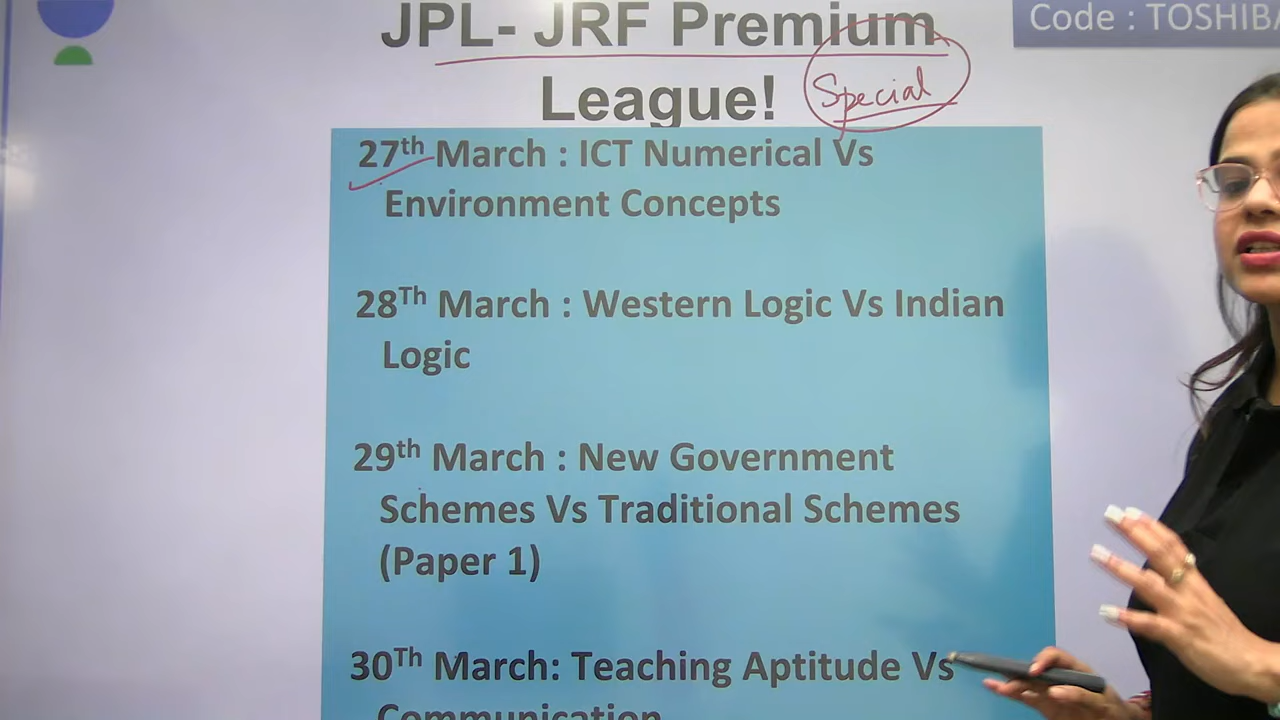 Code : TOSHIBA
JPL- JRF Premium
League! Special
27th March : ICT Numerical Vs
Environment Concepts
28Th March : Western Logic Vs Indian
Logic
29th March : New Government
Schemes Vs Traditional Schemes
(Paper 1)
30Th March: Teaching Aptitude Vs
Communication